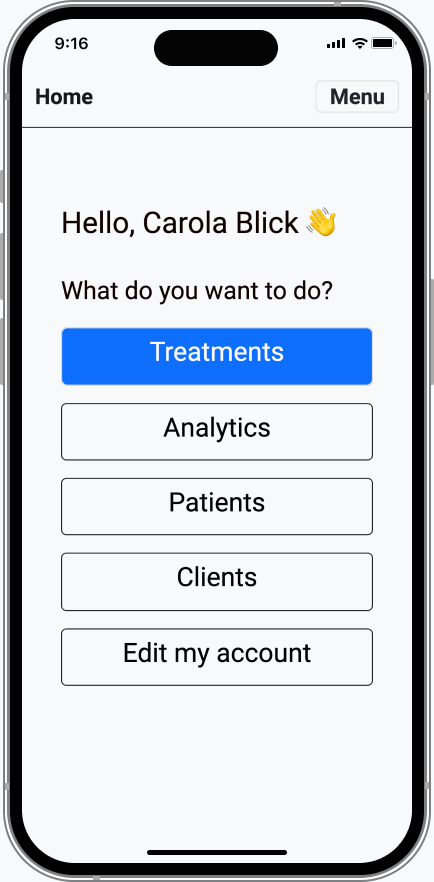 9:16
Home
Menu
Hello, Carola Blick 👋
What do you want to do?
Treatments
Analytics
Patients
Clients
Edit my account